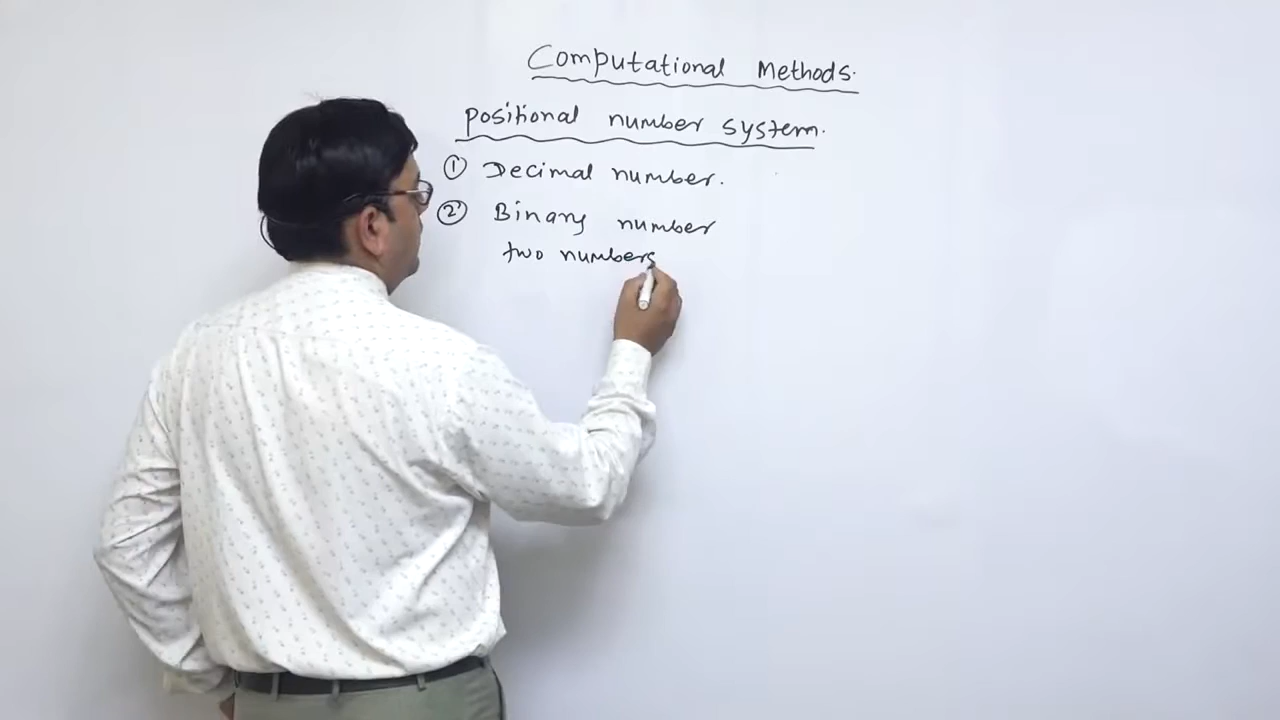 Computational Methods.
Positional number system.
① Decimal number.
② Binary number
two numbers